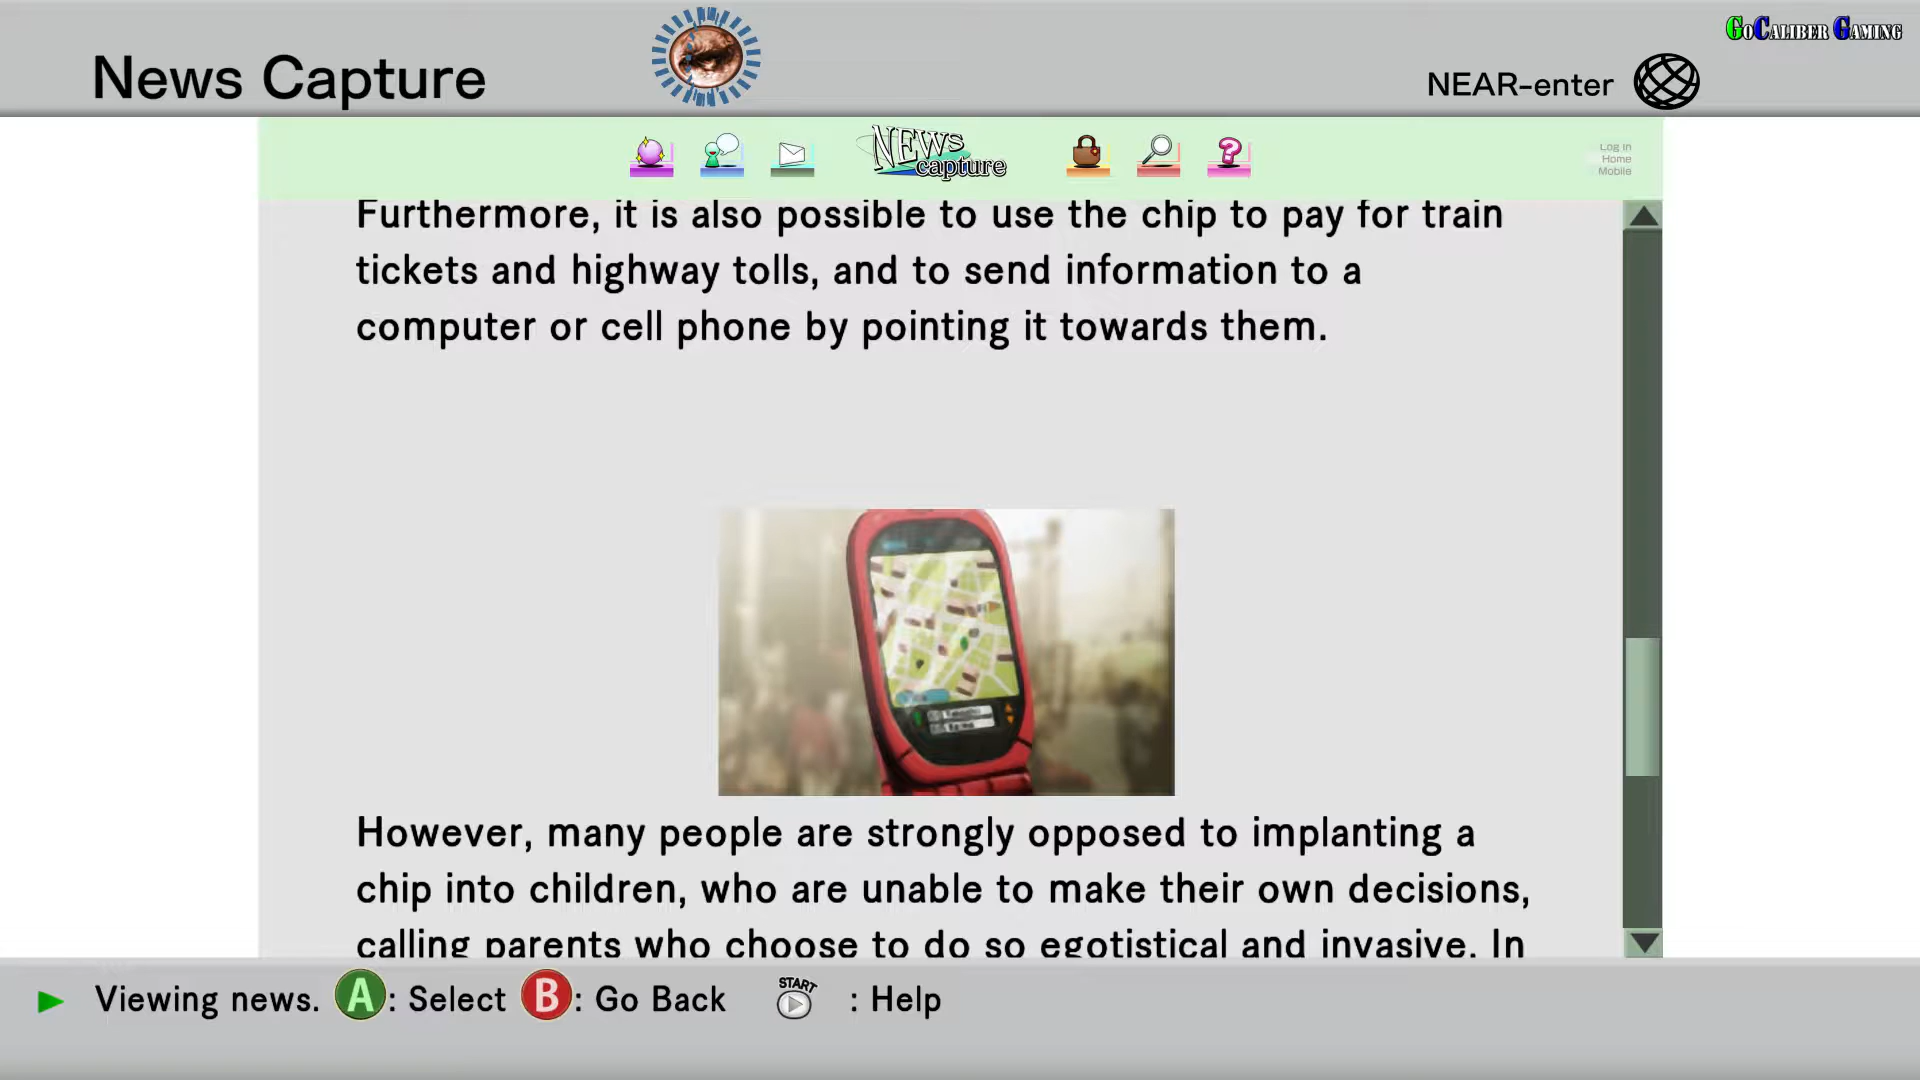 GoCaliber Gaming
News Capture
NEAR-enter
NEWS
capture
Log in
Home
Mobile
Furthermore, it is also possible to use the chip to pay for train
tickets and highway tolls, and to send information to a
computer or cell phone by pointing it towards them.
However, many people are strongly opposed to implanting a
chip into children, who are unable to make their own decisions,
calling parents who choose to do so egotistical and invasive. In
Viewing news. A: Select B: Go Back START : Help